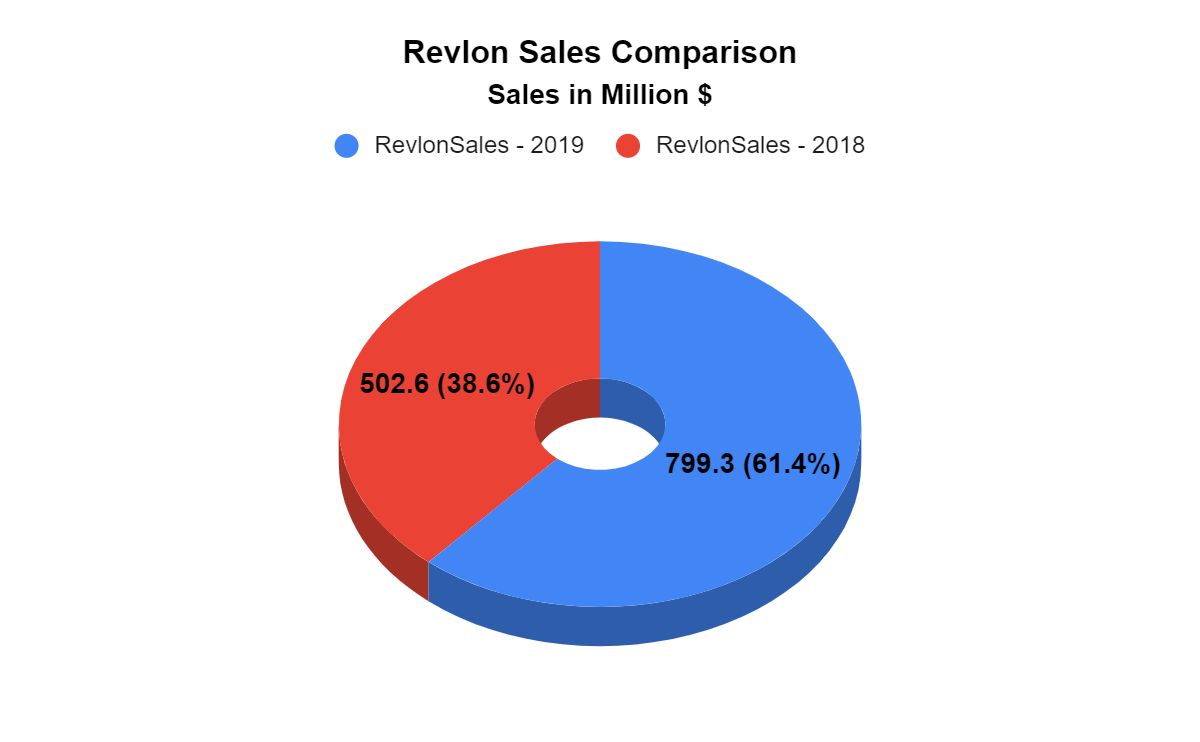 Revlon Sales Comparison
Sales in Million $
RevlonSales - 2019 RevlonSales - 2018
502.6 (38.6%)
799.3 (61.4%)